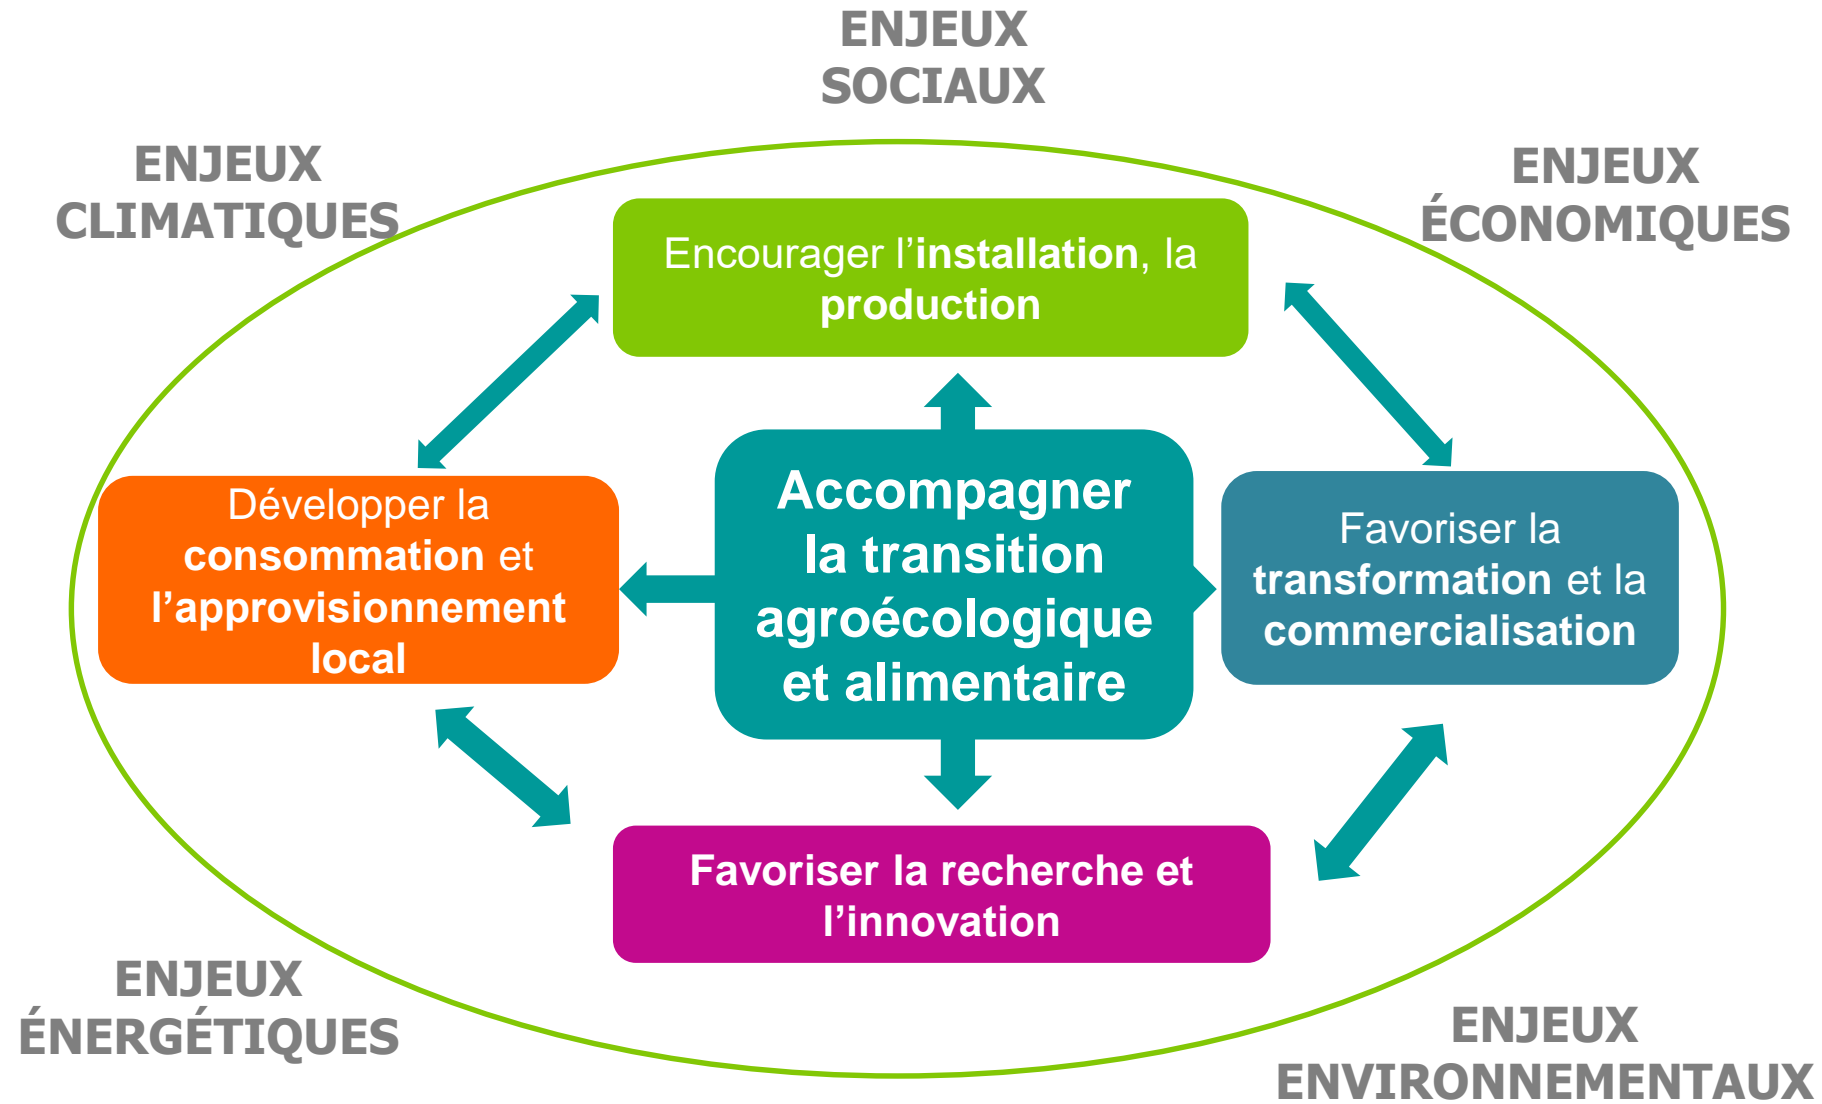 ENJEUX
SOCIAUX
ENJEUX
CLIMATIQUES
ENJEUX
ÉCONOMIQUES
Encourager l’installation, la
production
Développer la
consommation et
l’approvisionnement
local
Accompagner
la transition
agroécologique
et alimentaire
Favoriser la
transformation et la
commercialisation
Favoriser la recherche et
l’innovation
ENJEUX
ÉNERGÉTIQUES
ENJEUX
ENVIRONNEMENTAUX